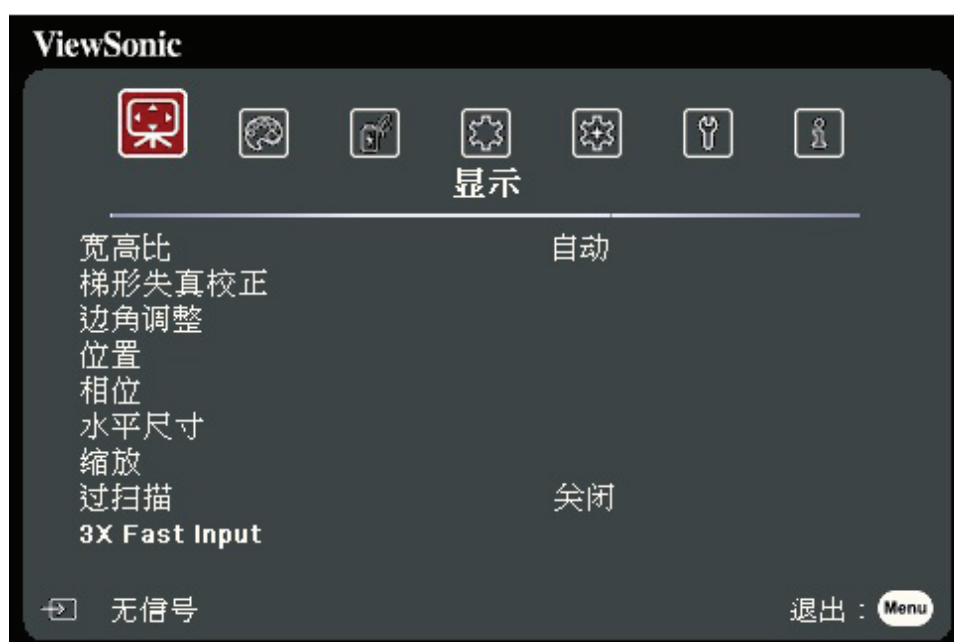 ViewSonic
显示
宽高比 自动
梯形失真校正
边角调整
位置
相位
水平尺寸
缩放
过扫描 关闭
3X Fast Input
无信号 退出：Menu